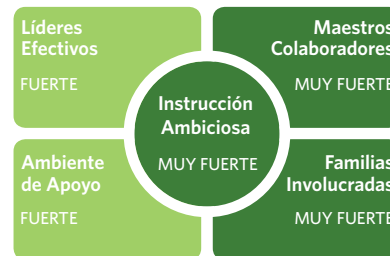 Líderes
Efectivos
FUERTE
Maestros
Colaboradores
MUY FUERTE
Instrucción
Ambiciosa
MUY FUERTE
Ambiente
de Apoyo
FUERTE
Familias
Involucradas
MUY FUERTE